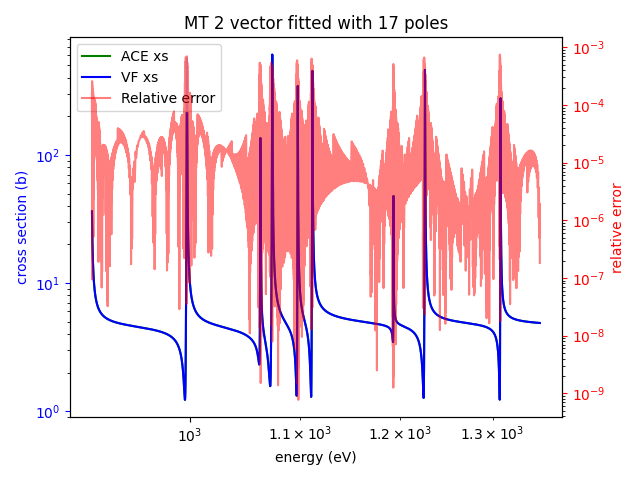 MT 2 vector fitted with 17 poles
ACE xs
VF xs
Relative error
cross section (b)
10²
10¹
10⁰
10⁻³
10⁻⁴
10⁻⁵
10⁻⁶
10⁻⁷
10⁻⁸
10⁻⁹
relative error
10³ 1.1 × 10³ 1.2 × 10³ 1.3 × 10³
energy (eV)